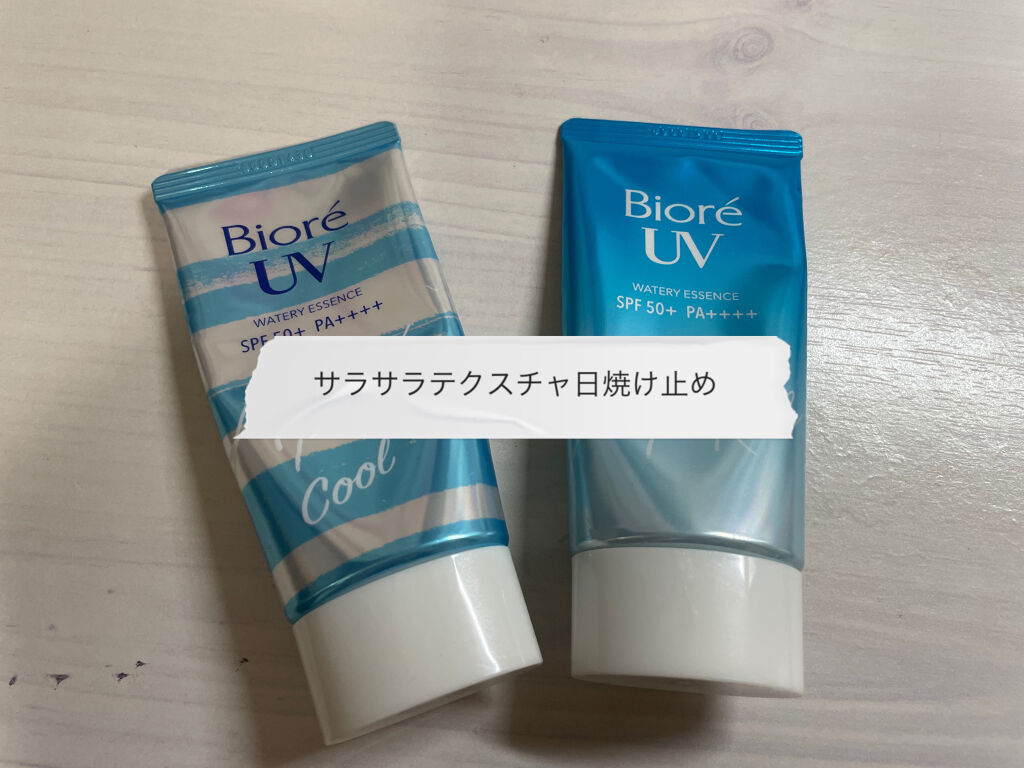 Bioré
UV
WATERY ESSENCE
SPF 50+ PA++++
Cool
Bioré
UV
WATERY ESSENCE
SPF 50+ PA++++
サラサラテクスチャ日焼け止め